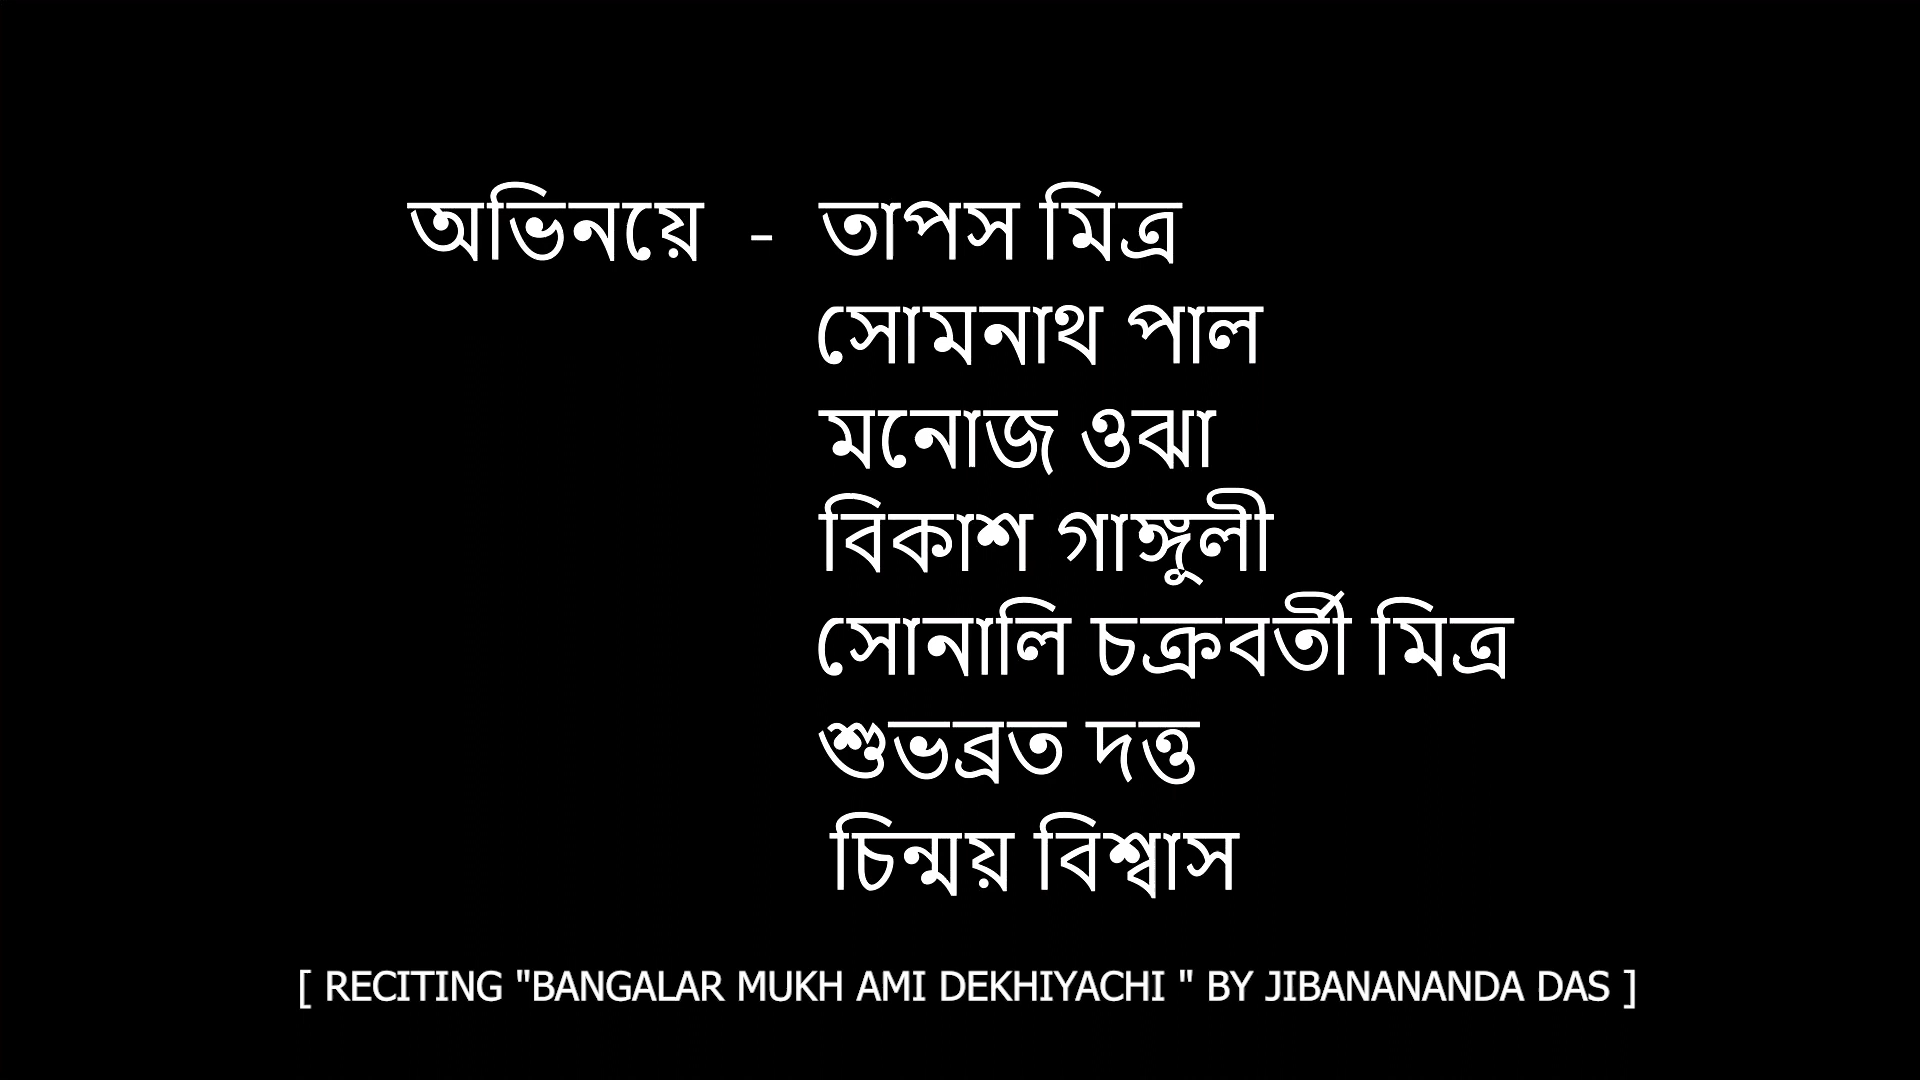 অভিনয়ে - তাপস মিত্র
সোমনাথ পাল
মনোজ ওঝা
বিকাশ গাঙ্গুলী
সোনালি চক্রবর্তী মিত্র
শুভব্রত দত্ত
চিন্ময় বিশ্বাস
[ RECITING "BANGALAR MUKH AMI DEKHIYACHI " BY JIBANANANDA DAS ]